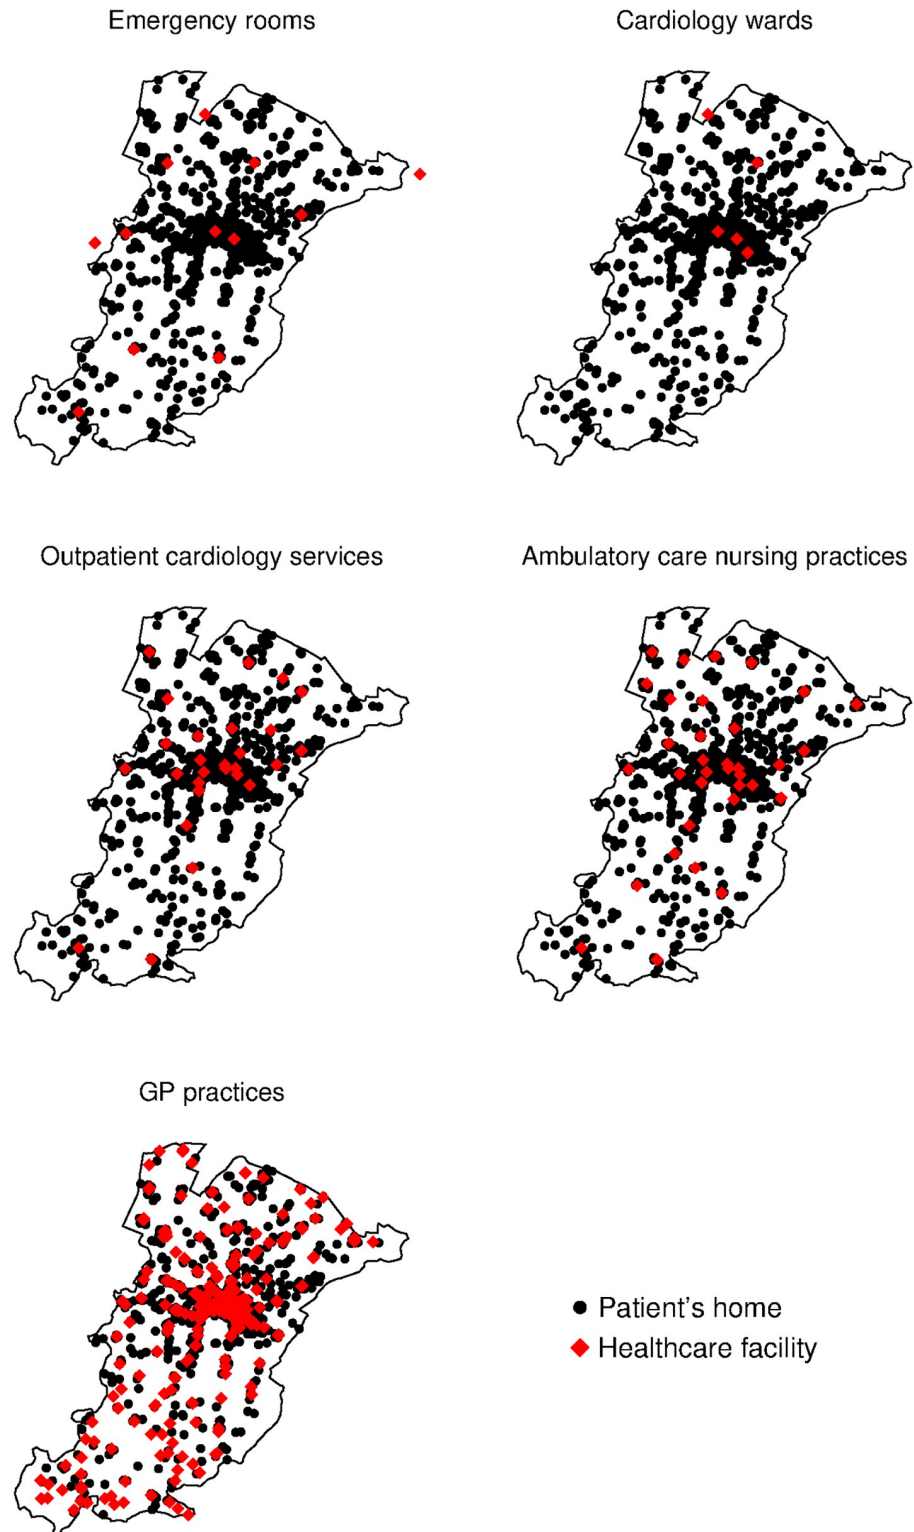 Emergency rooms
Cardiology wards
Outpatient cardiology services
Ambulatory care nursing practices
GP practices
Patient's home
Healthcare facility